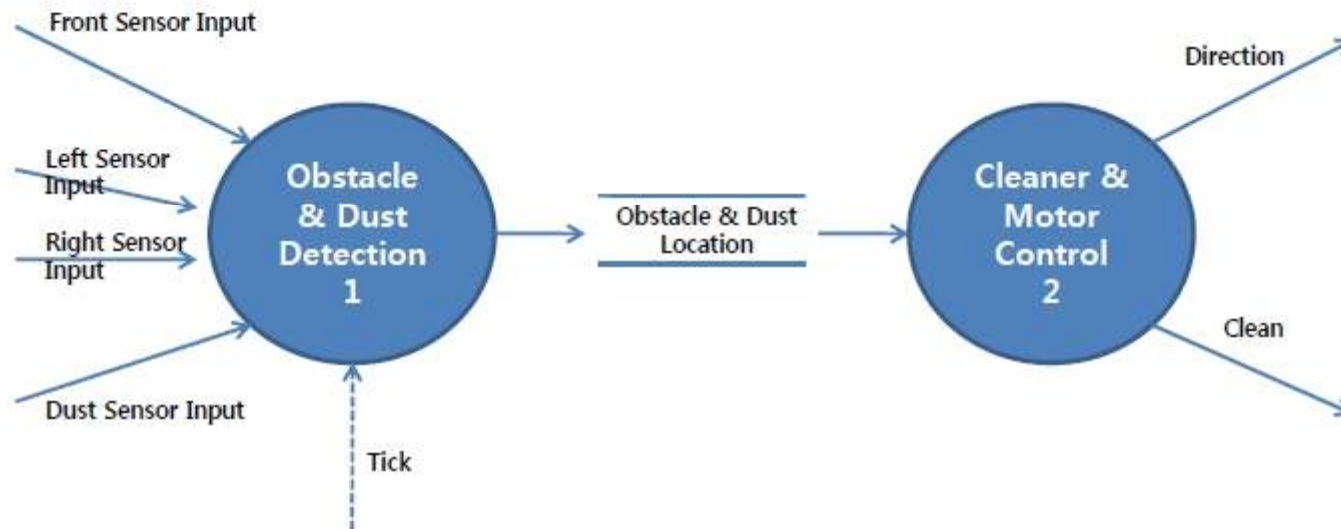 Front Sensor Input
Left Sensor
Input
Right Sensor
Input
Dust Sensor Input
Obstacle
& Dust
Detection
1
Tick
Obstacle & Dust
Location
Cleaner &
Motor
Control
2
Direction
Clean